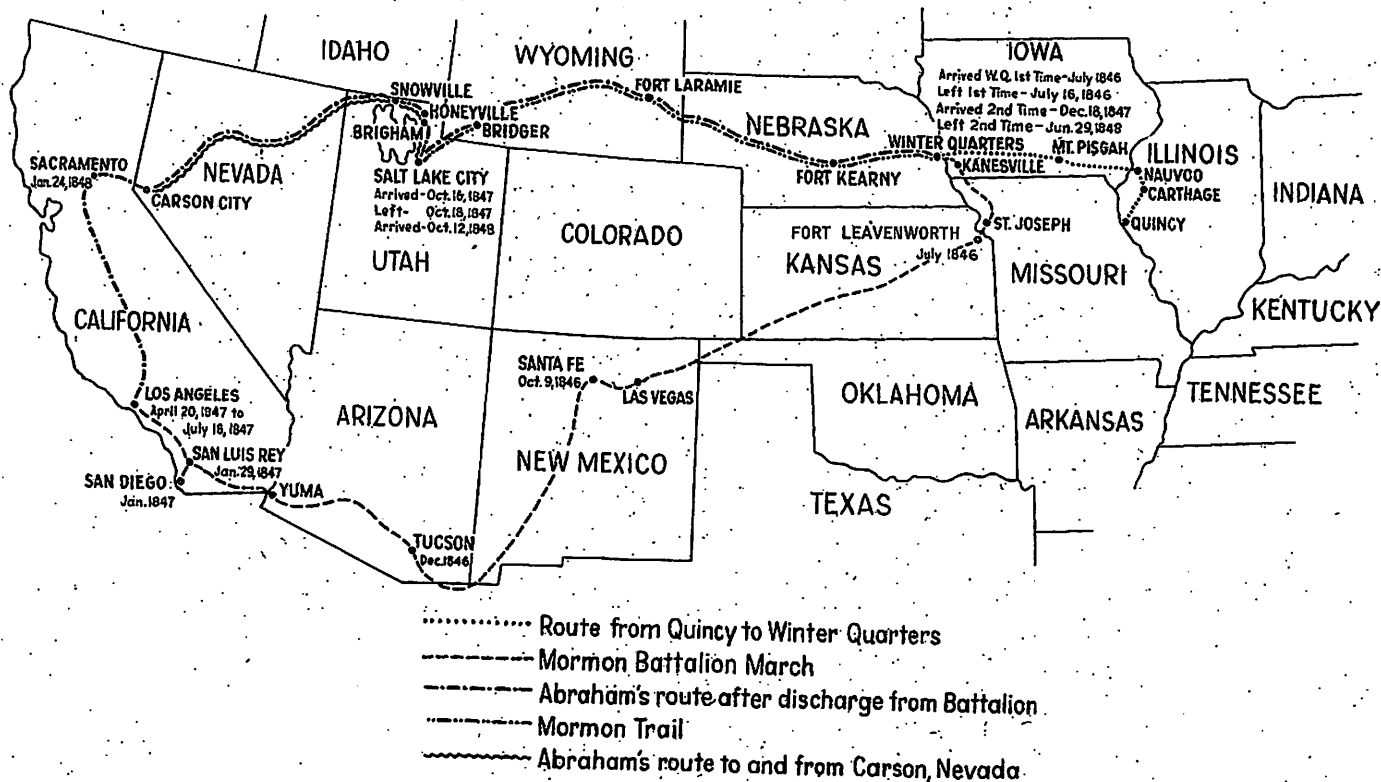 IDAHO
WYOMING
IOWA
Arrived W.Q. 1st Time-July 1846
Left 1st Time- July 16, 1846
Arrived 2nd Time-Dec. 18, 1847
Left 2nd Time-Jun. 29, 1848
SNOWVILLE
HONEYVILLE
BRIGHAM
BRIDGER
FORT LARAMIE
NEBRASKA
WINTER QUARTERS
MT. PISGAH
ILLINOIS
NAUVOO
CARTHAGE
INDIANA
KANESVILLE
FORT KEARNY
QUINCY
SACRAMENTO
Jan. 24, 1848
NEVADA
CARSON CITY
SALT LAKE CITY
Arrived-Oct. 16, 1847
Left- Oct. 18, 1847
Arrived-Oct. 12, 1848
UTAH
COLORADO
FORT LEAVENWORTH
July 1846
ST. JOSEPH
KANSAS
MISSOURI
KENTUCKY
CALIFORNIA
SANTA FE
Oct. 9, 1846
LAS VEGAS
OKLAHOMA
ARKANSAS
TENNESSEE
LOS ANGELES
April 20, 1847 to
July 16, 1847
ARIZONA
NEW MEXICO
SAN LUIS REY
Jan. 29, 1847
SAN DIEGO
Jan. 1847
YUMA
TEXAS
TUCSON
Dec. 1846
Route from Quincy to Winter Quarters
Mormon Battalion March
Abraham's route after discharge from Battalion
Mormon Trail
Abraham's route to and from Carson, Nevada